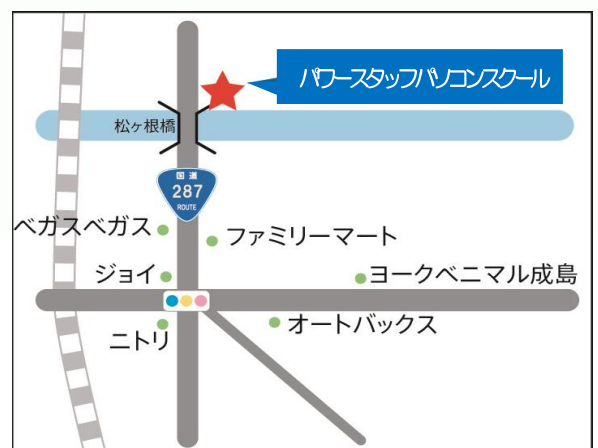 パワースタッフパソコンスクール
松ヶ根橋
国道
287
ROUTE
ベガスベガス
ファミリーマート
ジョイ
ヨークベニマル成島
ニトリ
オートバックス